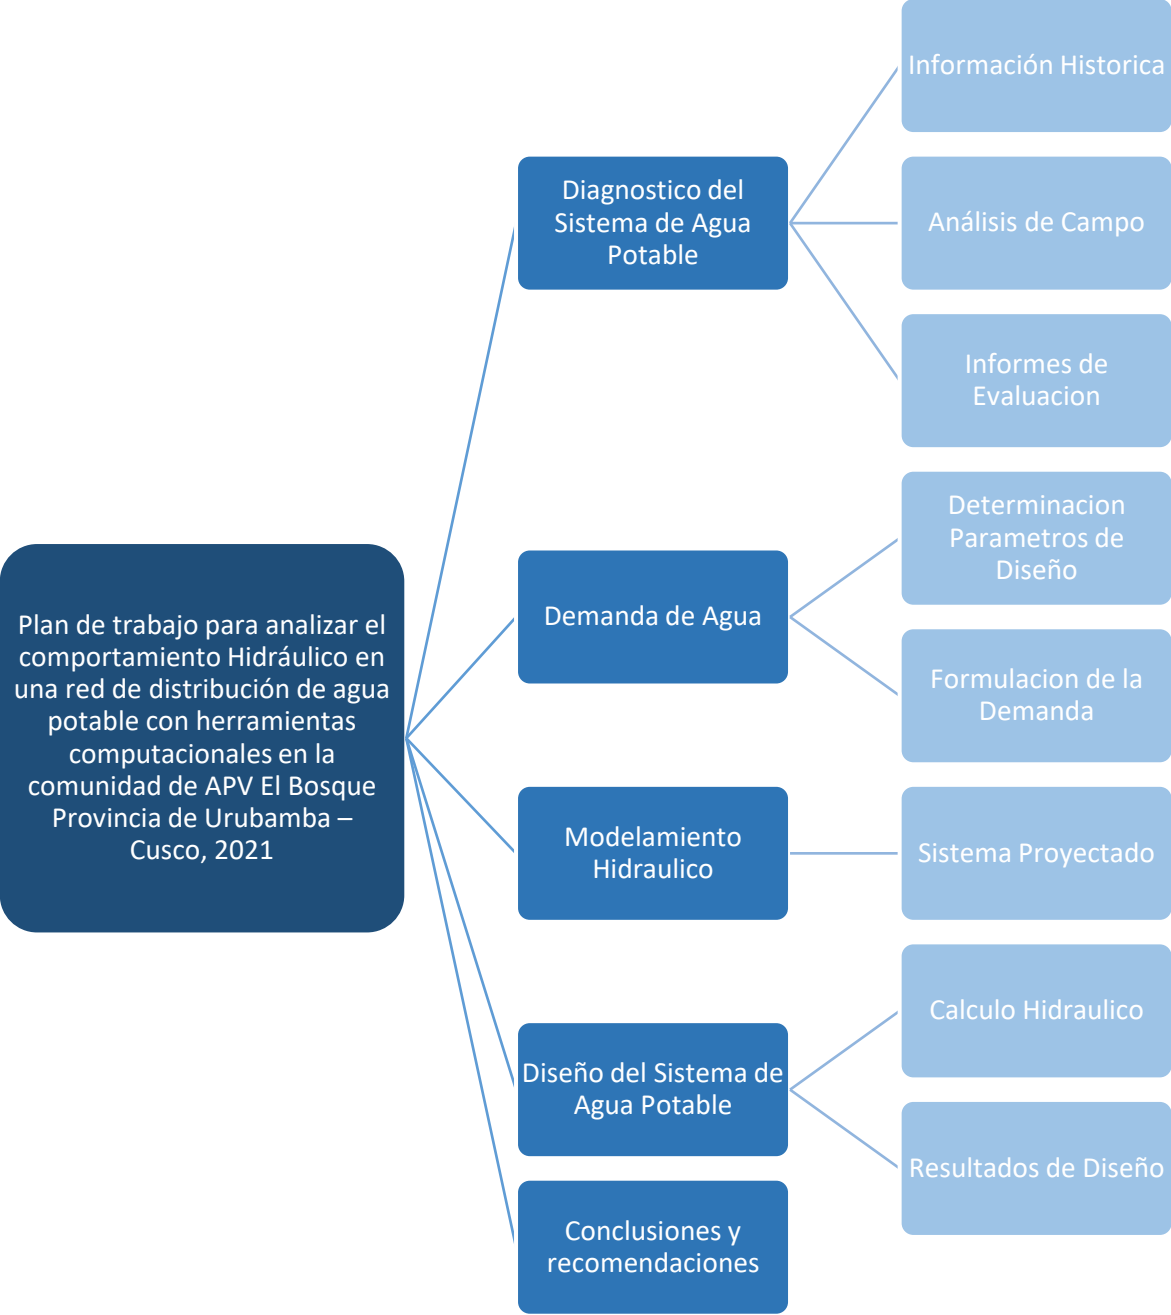 Plan de trabajo para analizar el
comportamiento Hidráulico en
una red de distribución de agua
potable con herramientas
computacionales en la
comunidad de APV El Bosque
Provincia de Urubamba –
Cusco, 2021
Diagnostico del
Sistema de Agua
Potable
Información Historica
Análisis de Campo
Informes de
Evaluacion
Demanda de Agua
Determinacion
Parametros de
Diseño
Formulacion de la
Demanda
Modelamiento
Hidraulico
Sistema Proyectado
Diseño del Sistema de
Agua Potable
Calculo Hidraulico
Resultados de Diseño
Conclusiones y
recomendaciones